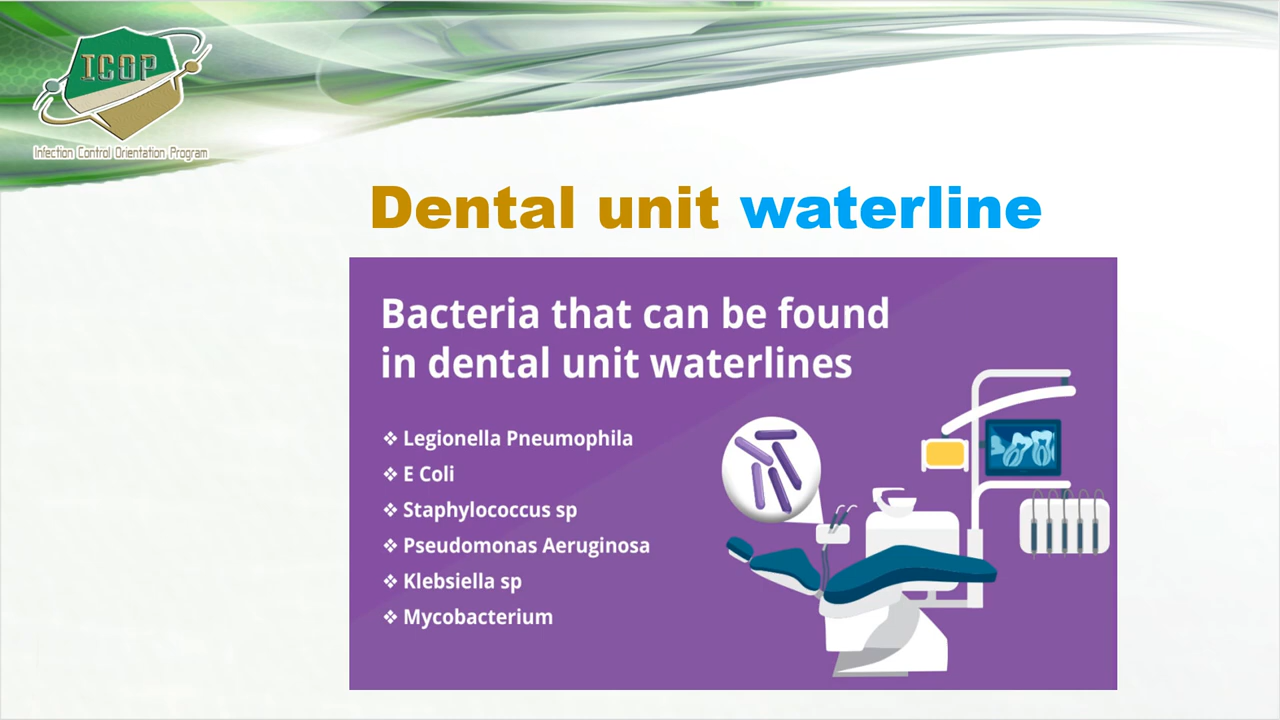 ICOP
Infection Control Orientation Program
Dental unit waterline
Bacteria that can be found
in dental unit waterlines
❖ Legionella Pneumophila
❖ E Coli
❖ Staphylococcus sp
❖ Pseudomonas Aeruginosa
❖ Klebsiella sp
❖ Mycobacterium